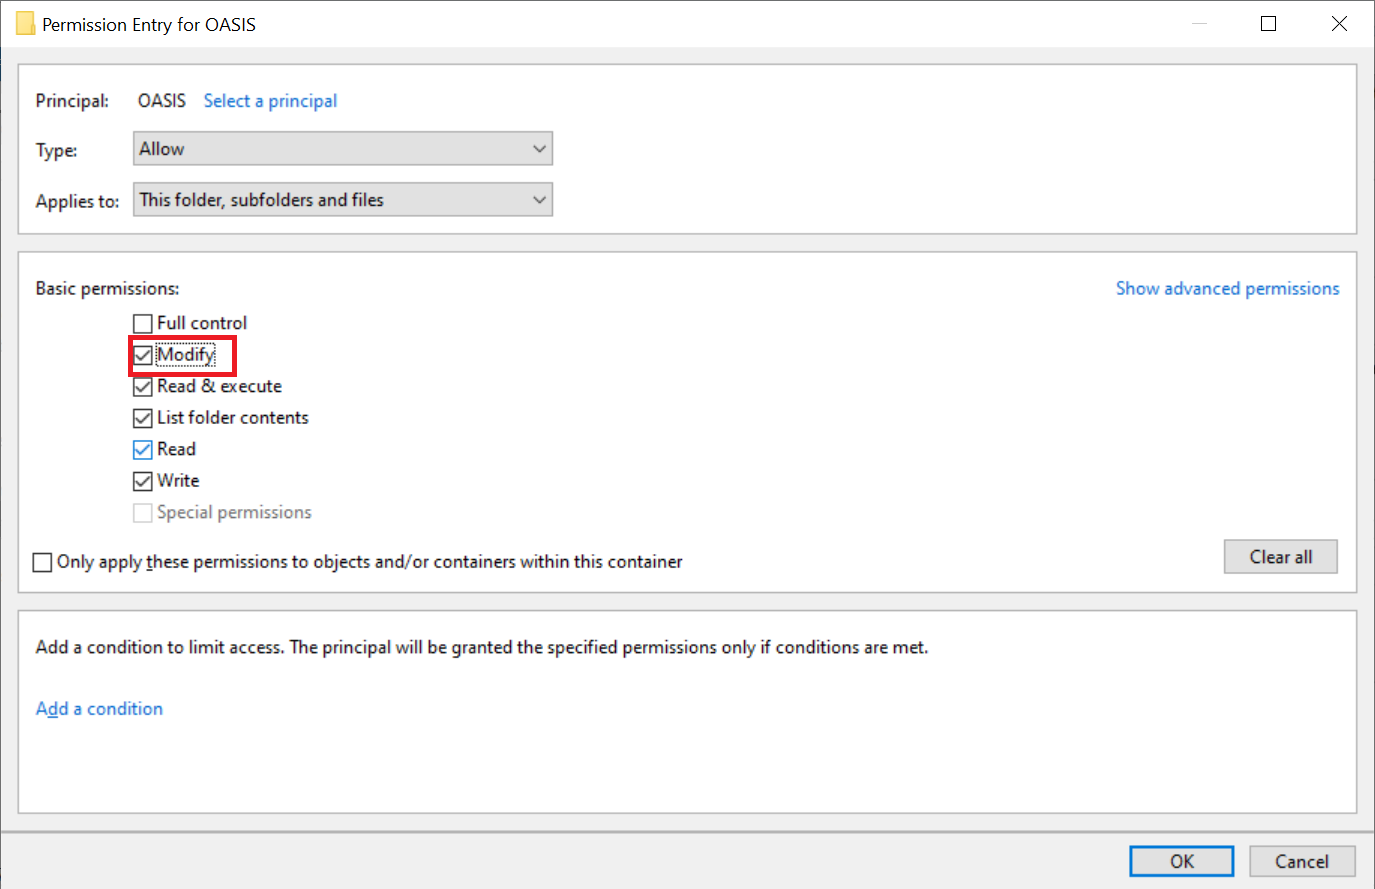 Permission Entry for OASIS
Principal: OASIS Select a principal
Type: Allow
Applies to: This folder, subfolders and files
Basic permissions: Show advanced permissions
Full control
Modify
Read & execute
List folder contents
Read
Write
Special permissions
Only apply these permissions to objects and/or containers within this container Clear all
Add a condition to limit access. The principal will be granted the specified permissions only if conditions are met.
Add a condition
OK Cancel